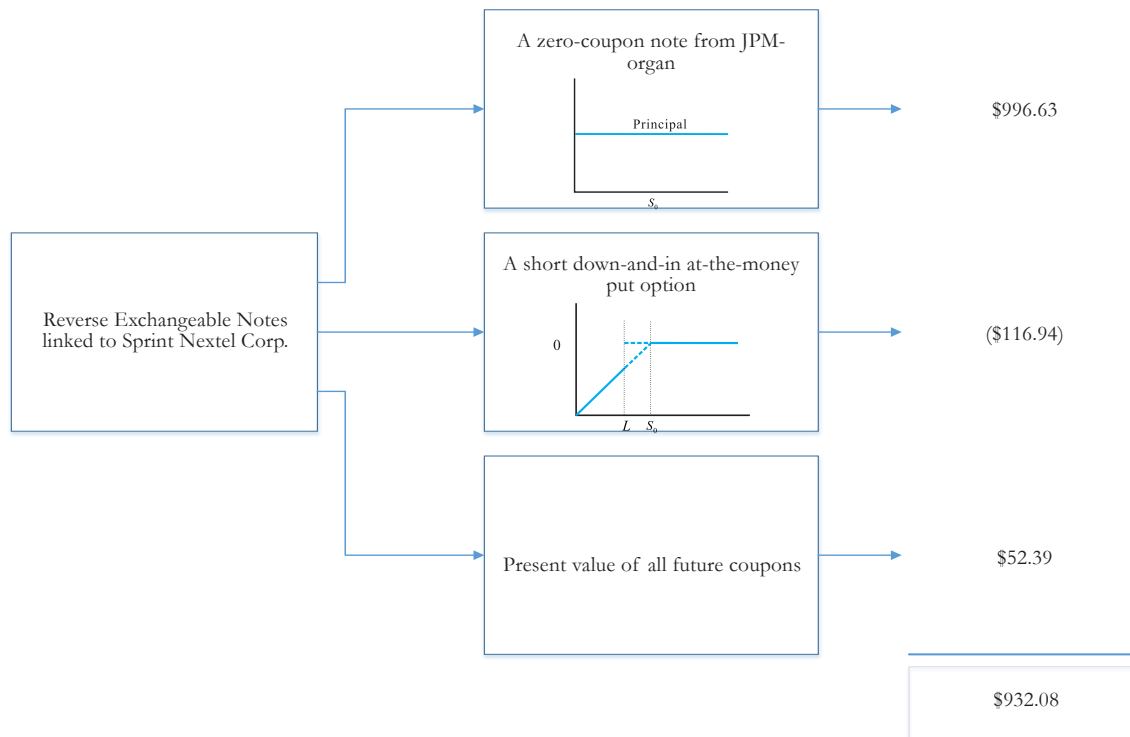 A zero-coupon note from JPM-
organ
Principal
S₀
$996.63
Reverse Exchangeable Notes
linked to Sprint Nextel Corp.
A short down-and-in at-the-money
put option
0
L S₀
($116.94)
Present value of all future coupons
$52.39
$932.08